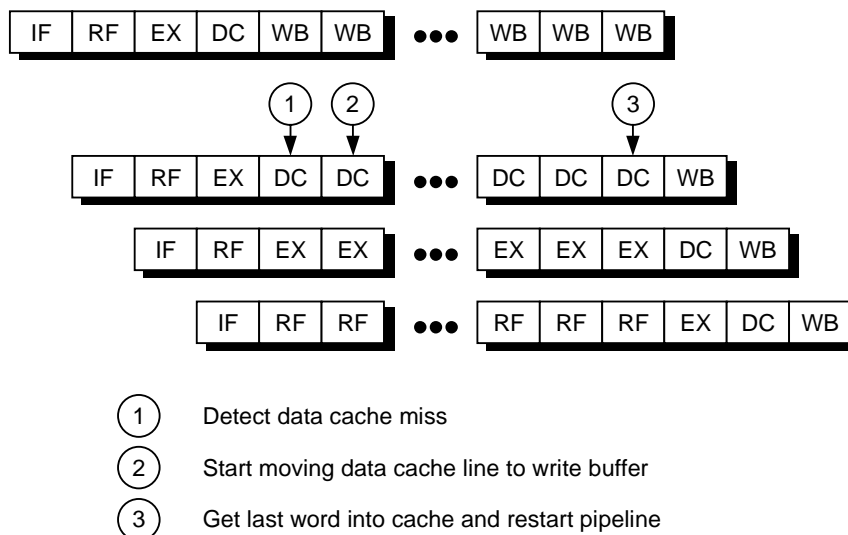 IF RF EX DC WB WB ●●● WB WB WB
1 2 3
IF RF EX DC DC ●●● DC DC DC WB
IF RF EX EX ●●● EX EX EX DC WB
IF RF RF ●●● RF RF RF EX DC WB
1 Detect data cache miss
2 Start moving data cache line to write buffer
3 Get last word into cache and restart pipeline